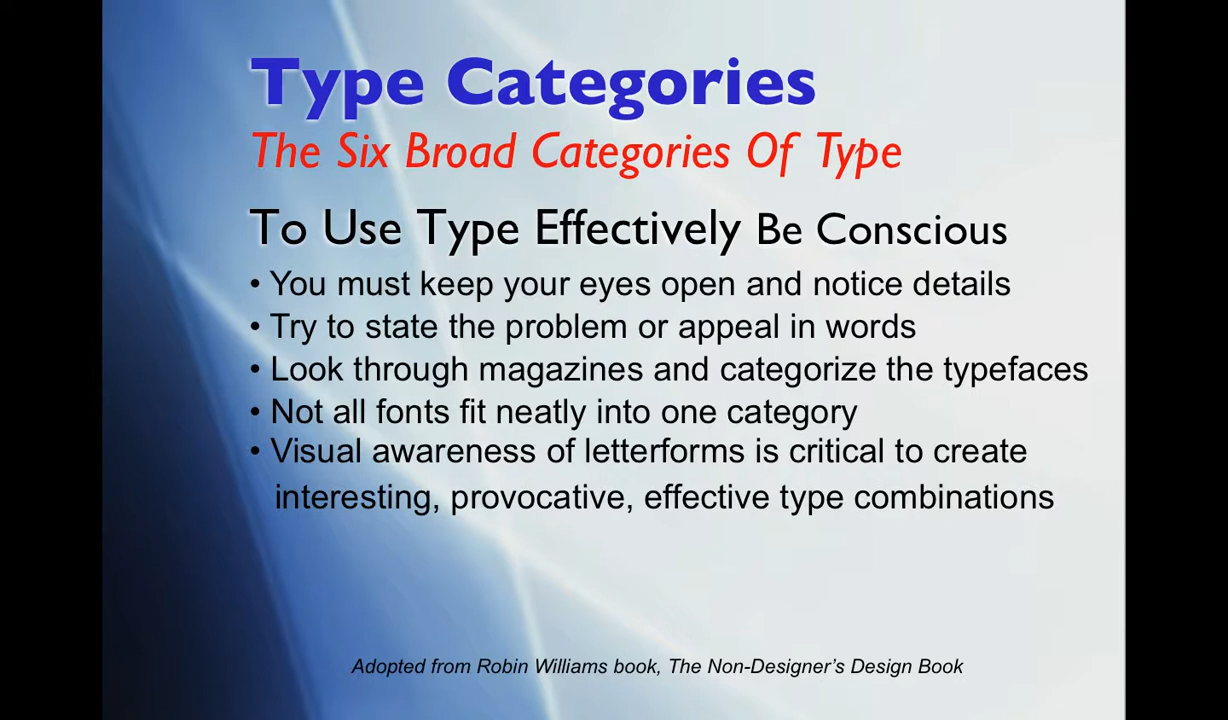 Type Categories
The Six Broad Categories Of Type
To Use Type Effectively Be Conscious
• You must keep your eyes open and notice details
• Try to state the problem or appeal in words
• Look through magazines and categorize the typefaces
• Not all fonts fit neatly into one category
• Visual awareness of letterforms is critical to create
interesting, provocative, effective type combinations
Adopted from Robin Williams book, The Non-Designer’s Design Book